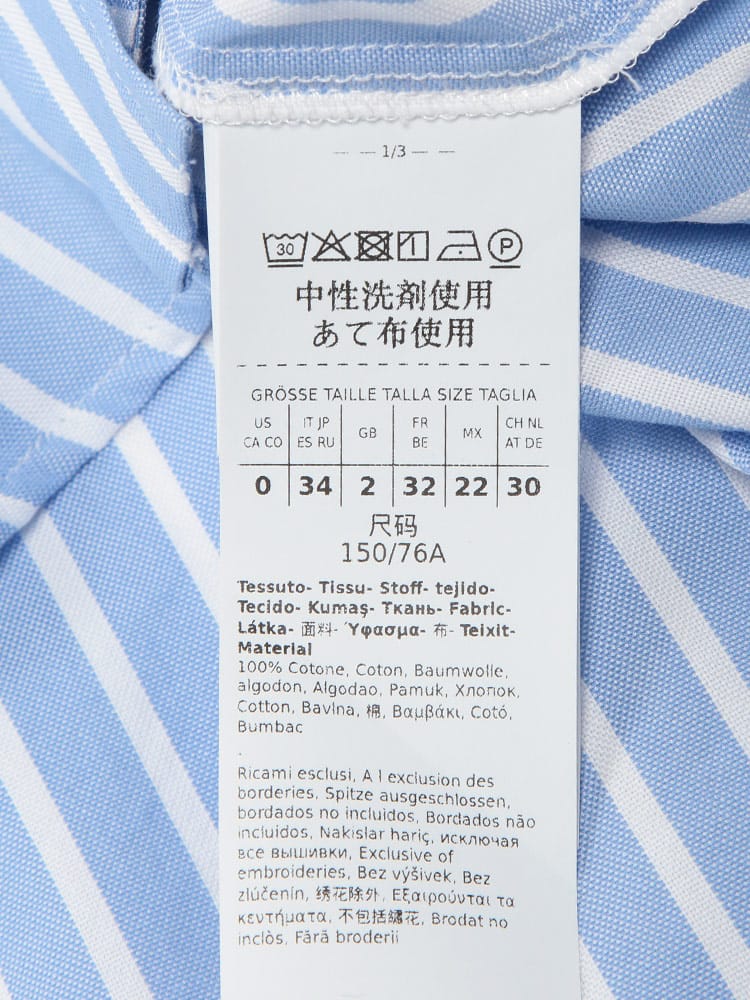 1/3
30 P
中性洗剤使用
あて布使用
GRÖSSE TAILLE TALLA SIZE TAGLIA
US IT JP GB FR MX CH NL
CA CO ES RU BE AT DE
0 34 2 32 22 30
尺码
150/76A
Tessuto- Tissu- Stoff- tejido-
Tecido- Kumaş- Ткань- Fabric-
Látka- 面料- Ύφασμα- 布- Teixit-
Material
100% Cotone, Coton, Baumwolle,
algodon, Algodao, Pamuk, Хлопок,
Cotton, Bavlna, 棉, Βαμβάκι, Cotó,
Bumbac
.
Ricami esclusi, A l exclusion des
borderies, Spitze ausgeschlossen,
bordados no incluidos, Bordados não
incluidos, Nakislar hariç, исключая
все вышивки, Exclusive of
embroideries, Bez výšivek, Bez
zlúčenín, 绣花除外, Εξαιρούνται τα
κεντήματα, 不包括繡花, Brodat no
inclòs, Fără broderii